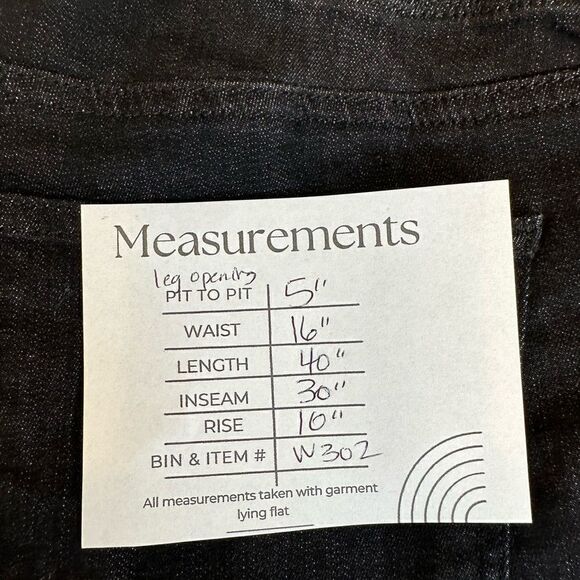 Measurements
leg opening
PIT TO PIT 5"
WAIST 16"
LENGTH 40"
INSEAM 30"
RISE 10"
BIN & ITEM # W302
All measurements taken with garment
lying flat